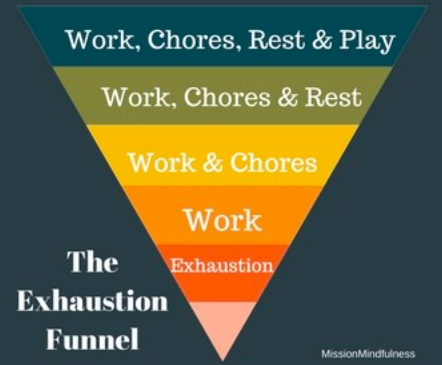 Work, Chores, Rest & Play
Work, Chores & Rest
Work & Chores
Work
Exhaustion
The
Exhaustion
Funnel
MissionMindfulness